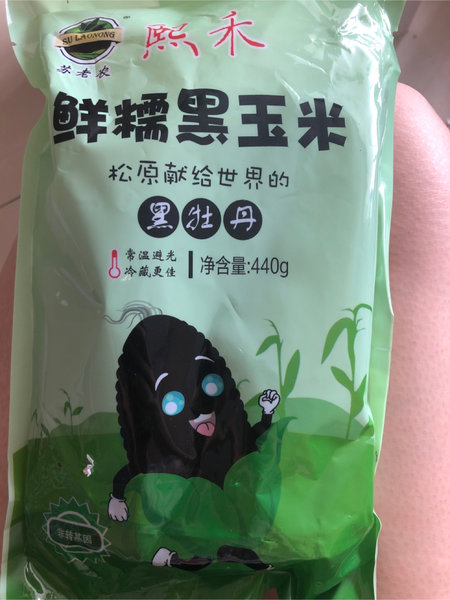 SU LAONONG
苏老农
熙禾
鲜糯黑玉米
松原献给世界的
黑牡丹
常温避光
冷藏更佳
净含量:440g
非转基因